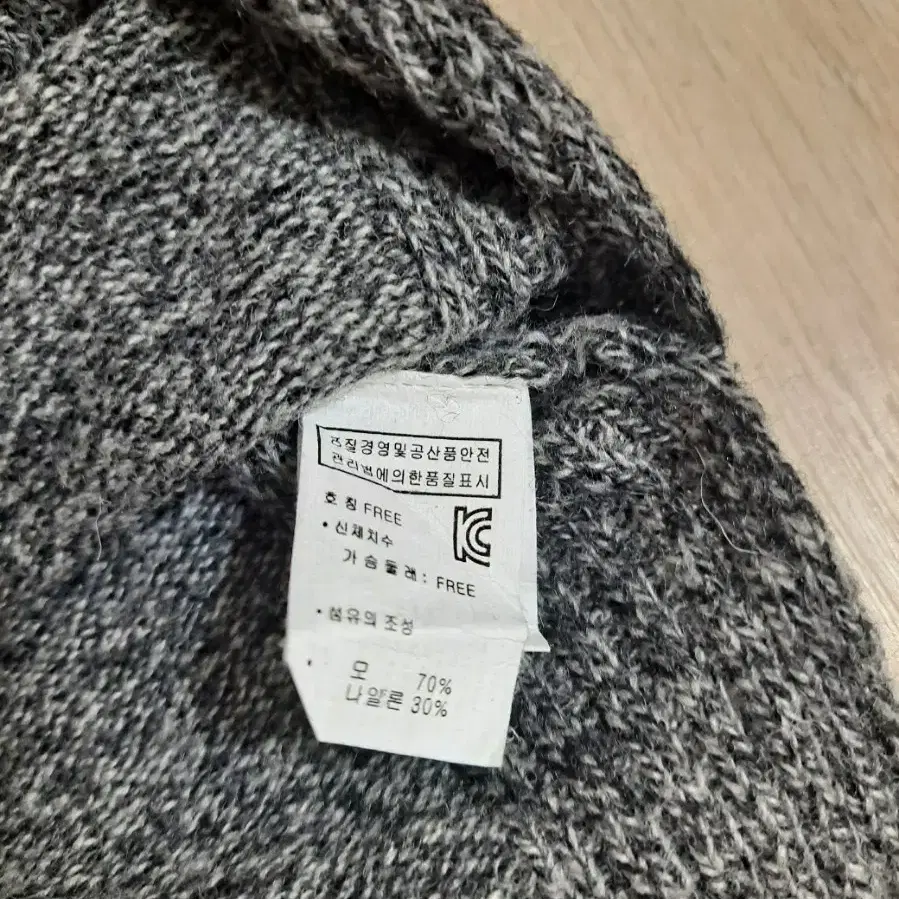 품질경영및공산품안전
관리법에의한품질표시
호 칭 FREE
• 신체치수
가 슴 둘 레 : FREE
• 섬유의 조성
모 70%
나일론 30%